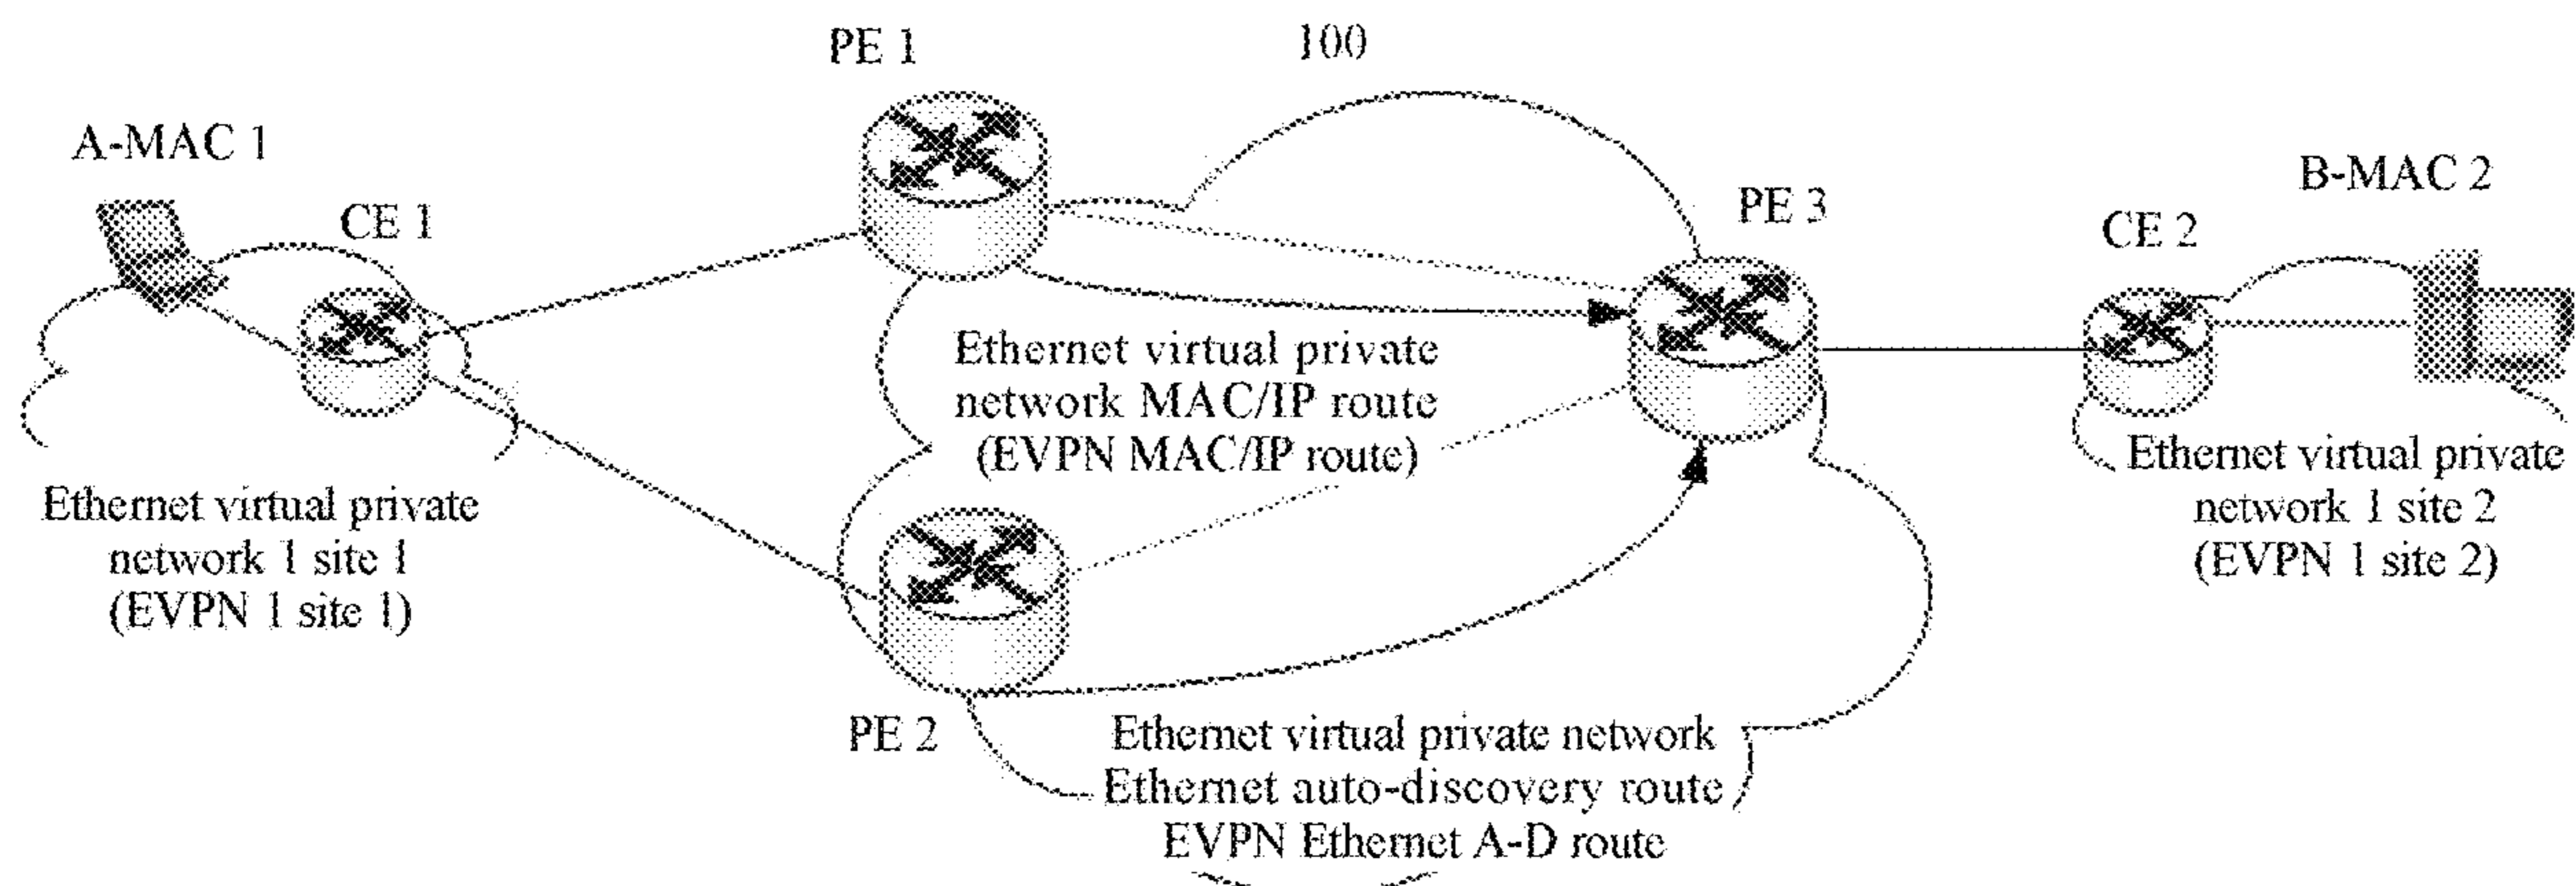 PE 1
100
A-MAC 1
CE 1
PE 3
B-MAC 2
CE 2
Ethernet virtual private
network MAC/IP route
(EVPN MAC/IP route)
Ethernet virtual private
network 1 site 1
(EVPN 1 site 1)
Ethernet virtual private
network 1 site 2
(EVPN 1 site 2)
PE 2
Ethernet virtual private network
Ethernet auto-discovery route
EVPN Ethernet A-D route